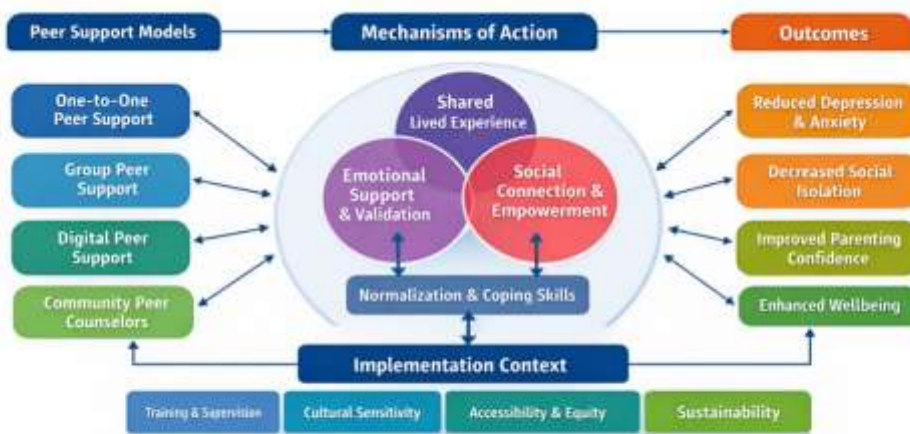 Peer Support Models
Mechanisms of Action
Outcomes
One-to-One
Peer Support
Group Peer
Support
Digital Peer
Support
Community Peer
Counselors
Shared
Lived Experience
Emotional
Support
& Validation
Social
Connection &
Empowerment
Normalization & Coping Skills
Reduced Depression
& Anxiety
Decreased Social
Isolation
Improved Parenting
Confidence
Enhanced Wellbeing
Implementation Context
Training & Supervision
Cultural Sensitivity
Accessibility & Equity
Sustainability